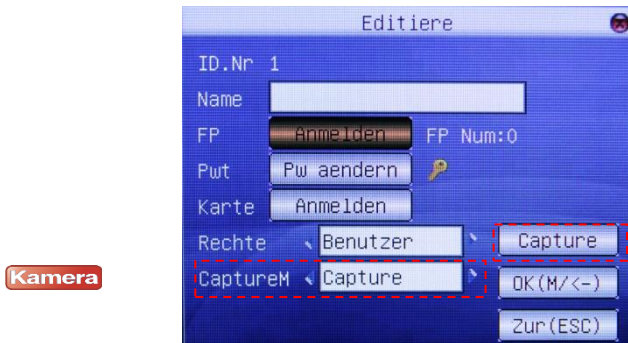 Editiere
ID.Nr 1
Name
FP Anmelden FP Num:0
Pwt Pw aendern
Karte Anmelden
Rechte Benutzer Capture
Kamera CaptureM Capture OK(M/<-)
Zur(ESC)